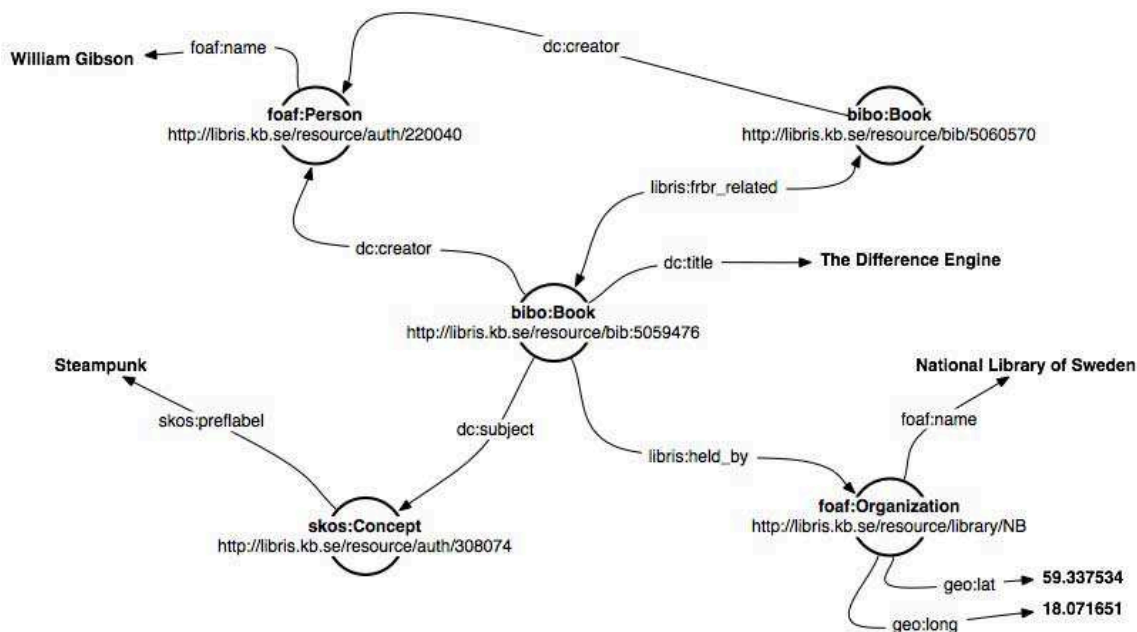 dc:creator
foaf:name
William Gibson
foaf:Person
http://libris.kb.se/resource/auth/220040
bibo:Book
http://libris.kb.se/resource/bib/5060570
libris:frbr_related
dc:creator
dc:title
The Difference Engine
bibo:Book
http://libris.kb.se/resource/bib:5059476
Steampunk
National Library of Sweden
skos:preflabel
dc:subject
foaf:name
libris:held_by
foaf:Organization
http://libris.kb.se/resource/library/NB
skos:Concept
http://libris.kb.se/resource/auth/308074
geo:lat
59.337534
geo:long
18.071651